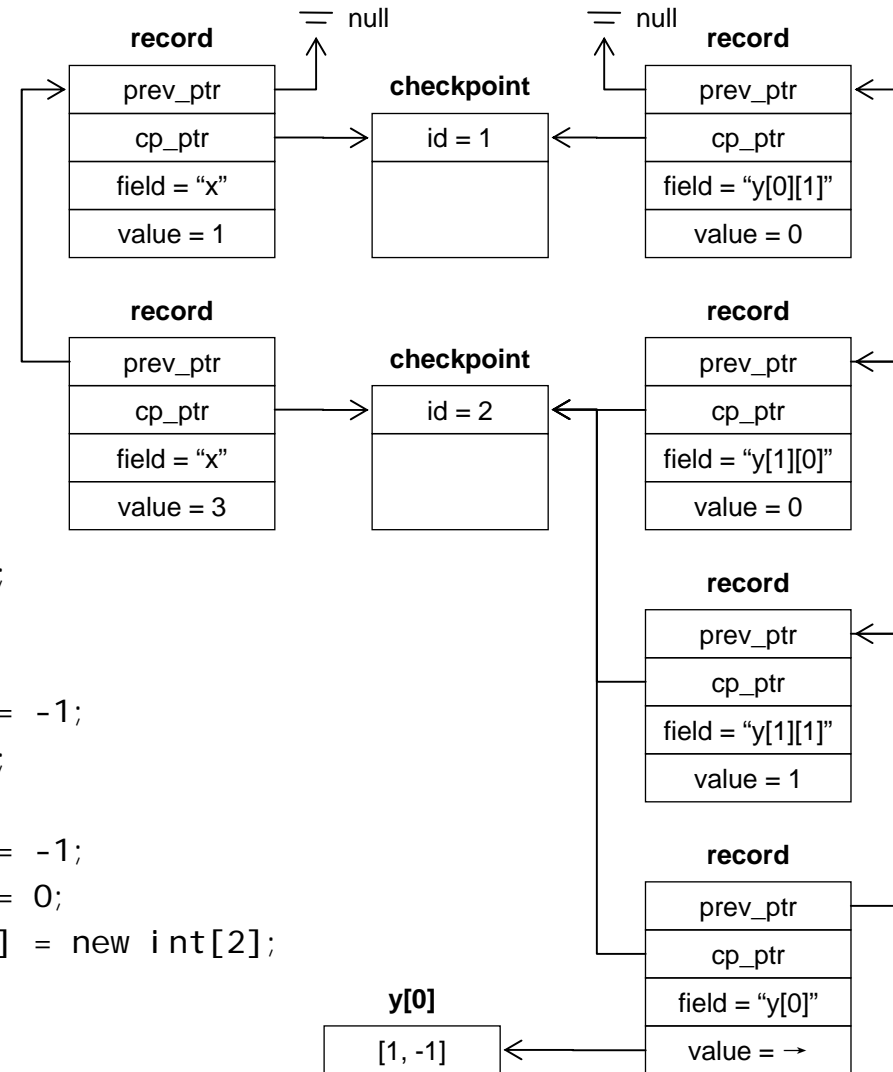 null
null
record
record
checkpoint
prev_ptr
cp_ptr
field = “x”
value = 1
id = 1
prev_ptr
cp_ptr
field = “y[0][1]”
value = 0
record
record
checkpoint
prev_ptr
cp_ptr
field = “x”
value = 3
id = 2
prev_ptr
cp_ptr
field = “y[1][0]”
value = 0
;
= -1;
;
= -1;
= 0;
] = new int[2];
record
prev_ptr
cp_ptr
field = “y[1][1]”
value = 1
record
prev_ptr
cp_ptr
field = “y[0]”
value = →
y[0]
[1, -1]